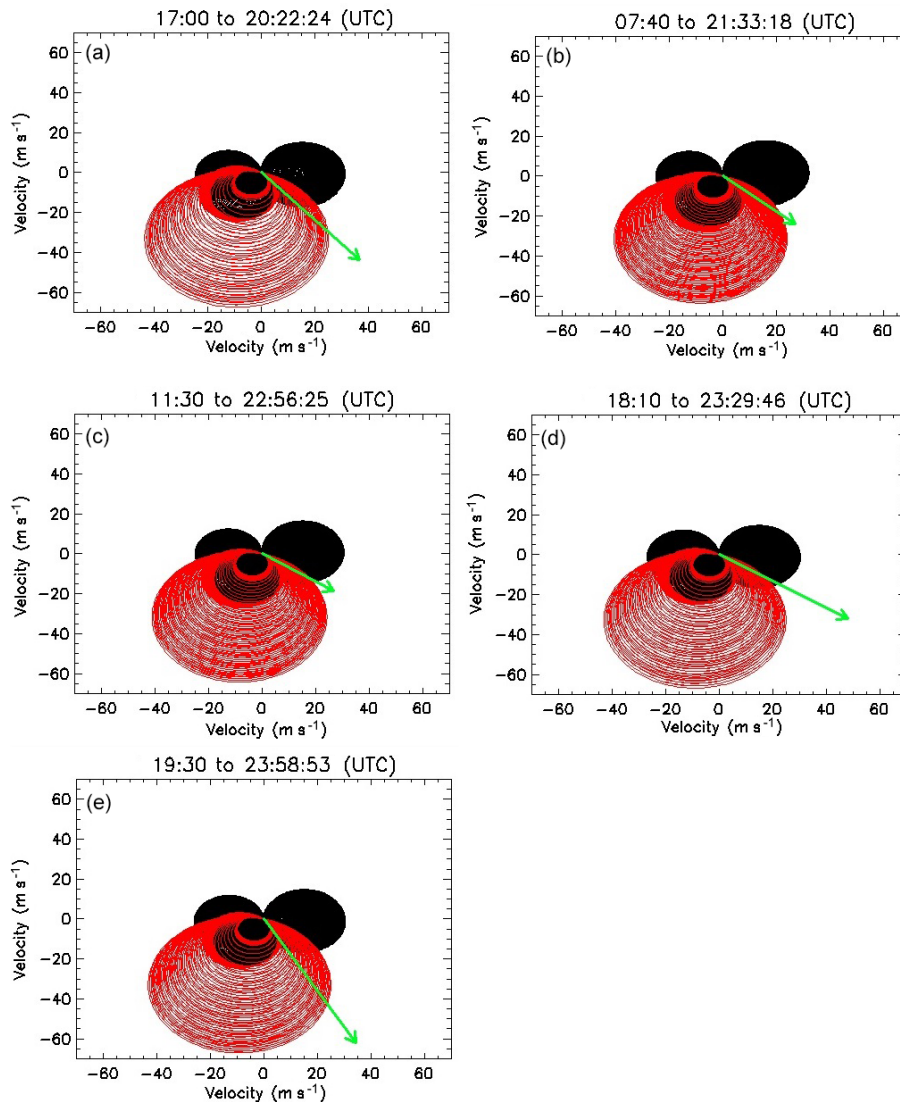 17:00 to 20:22:24 (UTC)
(a)
60
40
20
0
−20
−40
−60
Velocity (m s⁻¹)
−60 −40 −20 0 20 40 60
Velocity (m s⁻¹)
07:40 to 21:33:18 (UTC)
(b)
60
40
20
0
−20
−40
−60
Velocity (m s⁻¹)
−60 −40 −20 0 20 40 60
Velocity (m s⁻¹)
11:30 to 22:56:25 (UTC)
(c)
60
40
20
0
−20
−40
−60
Velocity (m s⁻¹)
−60 −40 −20 0 20 40 60
Velocity (m s⁻¹)
18:10 to 23:29:46 (UTC)
(d)
60
40
20
0
−20
−40
−60
Velocity (m s⁻¹)
−60 −40 −20 0 20 40 60
Velocity (m s⁻¹)
19:30 to 23:58:53 (UTC)
(e)
60
40
20
0
−20
−40
−60
Velocity (m s⁻¹)
−60 −40 −20 0 20 40 60
Velocity (m s⁻¹)